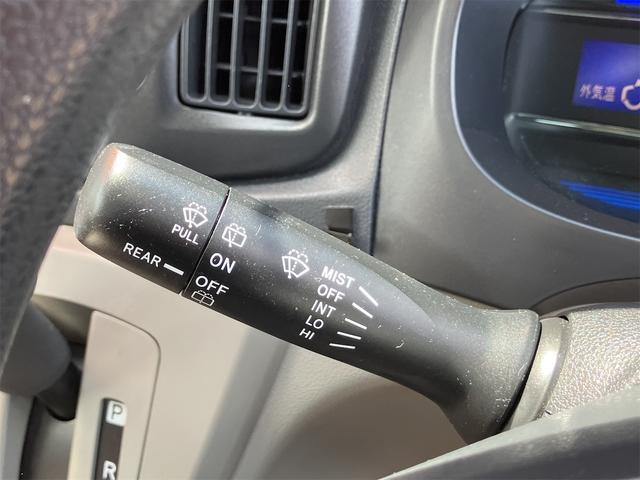 外気温
PULL
REAR
ON
OFF
MIST
OFF
INT
LO
HI
P
R